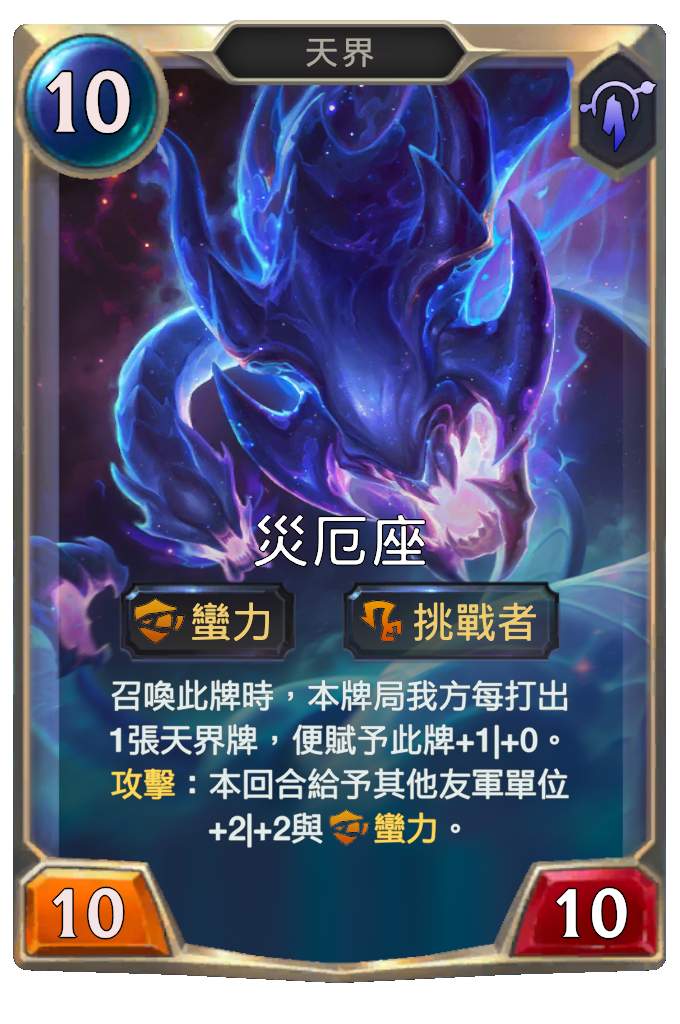 天界
10
災厄座
蠻力 挑戰者
召喚此牌時，本牌局我方每打出
1張天界牌，便賦予此牌+1|+0。
攻擊：本回合給予其他友軍單位
+2|+2與蠻力。
10 10